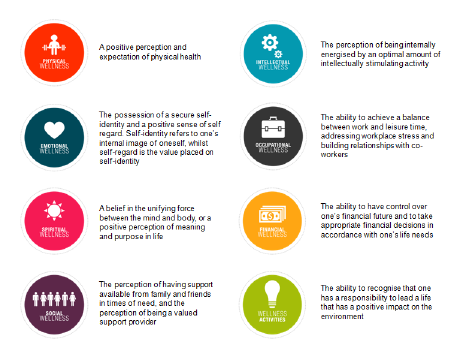 PHYSICAL
WELLNESS
A positive perception and
expectation of physical health
INTELLECTUAL
WELLNESS
The perception of being internally
energised by an optimal amount of
intellectually stimulating activity
EMOTIONAL
WELLNESS
The possession of a secure self-
identity and a positive sense of self
regard. Self-identity refers to one's
internal image of oneself, whilst
self-regard is the value placed on
self-identity
OCCUPATIONAL
WELLNESS
The ability to achieve a balance
between work and leisure time,
addressing workplace stress and
building relationships with co-
workers
SPIRITUAL
WELLNESS
A belief in the unifying force
between the mind and body, or a
positive perception of meaning
and purpose in life
FINANCIAL
WELLNESS
The ability to have control over
one's financial future and to take
appropriate financial decisions in
accordance with one's life needs
SOCIAL
WELLNESS
The perception of having support
available from family and friends
in times of need, and the
perception of being a valued
support provider
WELLNESS
ACTIVITIES
The ability to recognise that one
has a responsibility to lead a life
that has a positive impact on the
environment